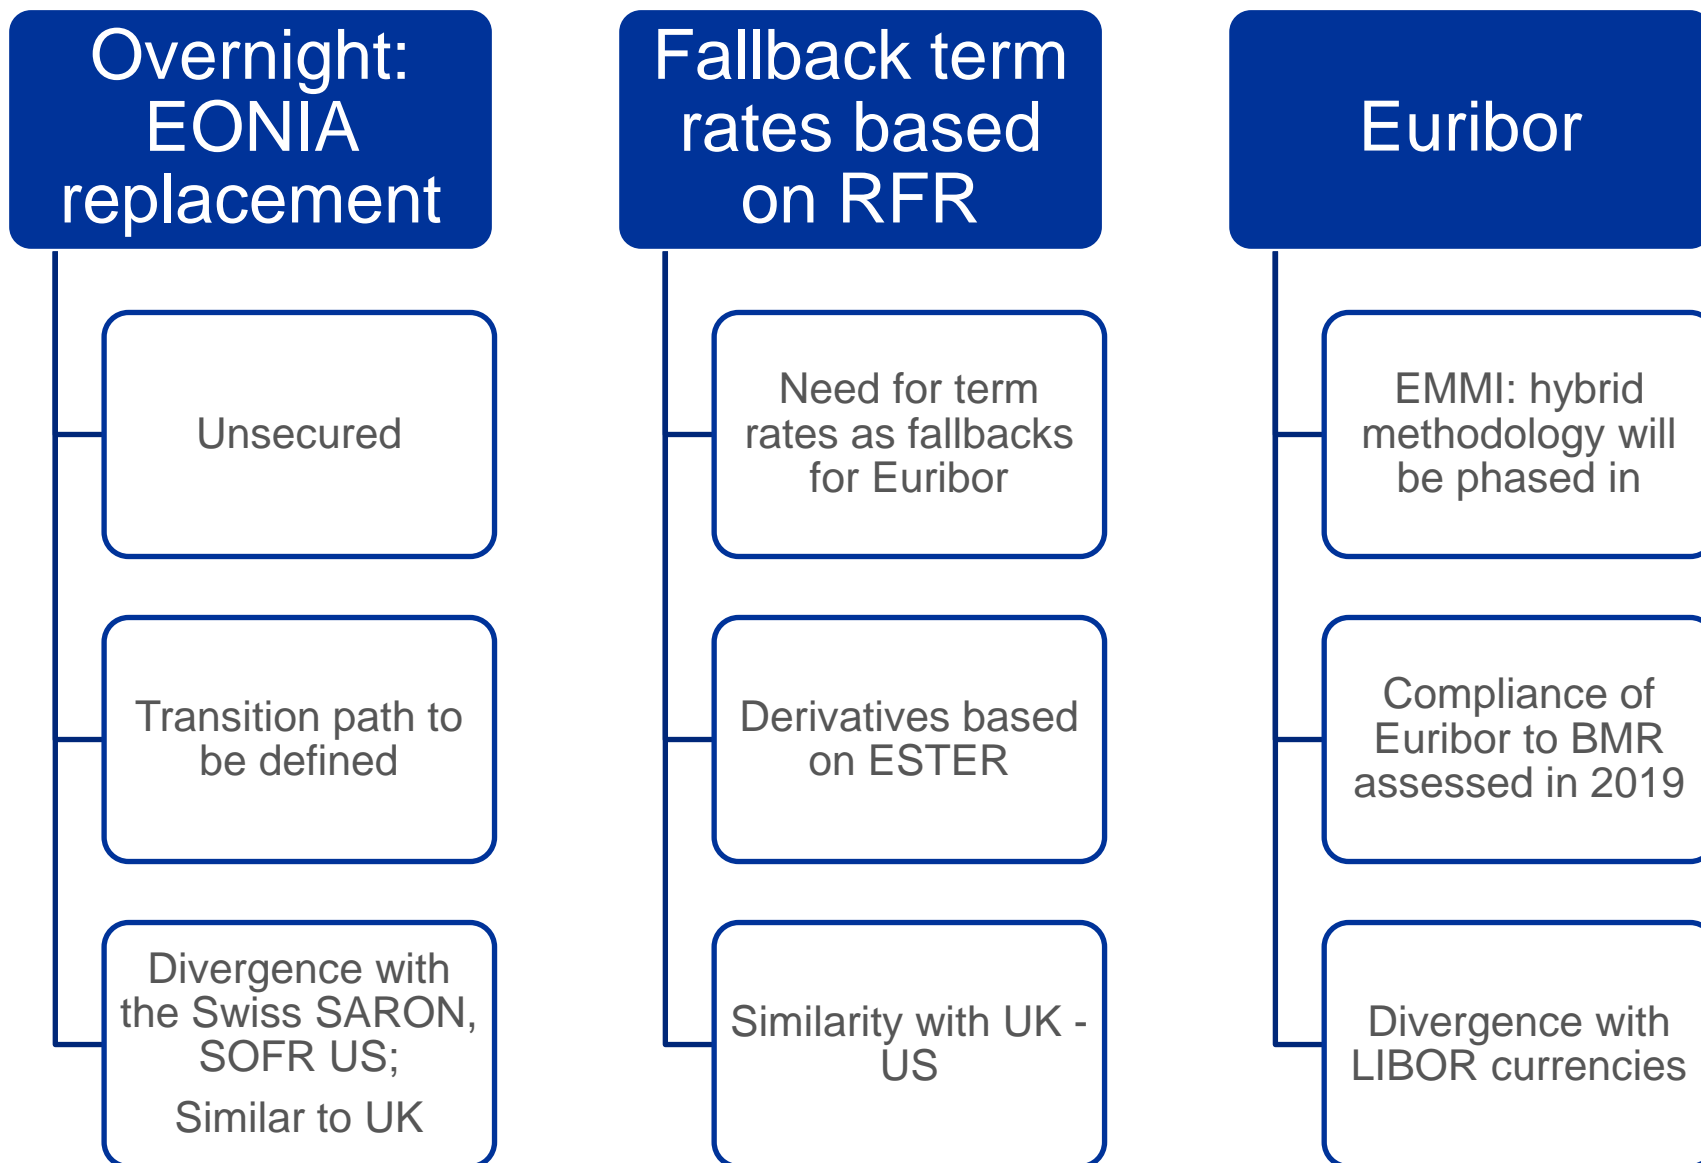 Overnight:
EONIA
replacement
Unsecured
Transition path to
be defined
Divergence with
the Swiss SARON,
SOFR US;
Similar to UK
Fallback term
rates based
on RFR
Need for term
rates as fallbacks
for Euribor
Derivatives based
on ESTER
Similarity with UK -
US
Euribor
EMMI: hybrid
methodology will
be phased in
Compliance of
Euribor to BMR
assessed in 2019
Divergence with
LIBOR currencies